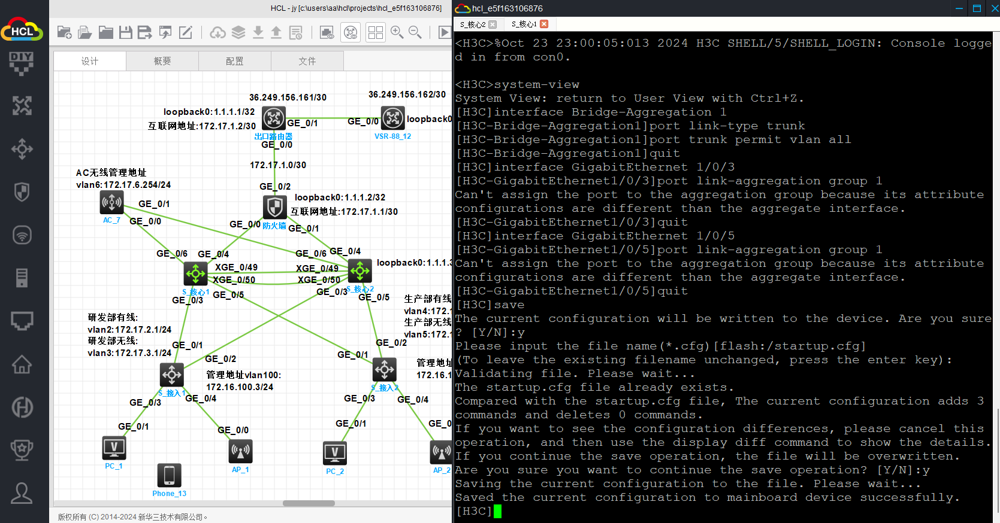 HCL - jy [c:\users\aa\hcl\projects\hcl_e5f163106876]
HCL
DIY
设计
概要
配置
文件
36.249.156.161/30
36.249.156.162/30
loopback0:1.1.1.1/32
互联网地址:172.17.1.2/30
GE_0/1
GE_0/0
loopback0
出口路由器
VSR-88_12
GE_0/0
172.17.1.0/30
AC无线管理地址
vlan6:172.17.6.254/24
GE_0/2
loopback0:1.1.1.2/32
互联网地址:172.17.1.1/30
GE_0/1
AC_7
GE_0/0
GE_0/0
防火墙
GE_0/1
GE_0/6
GE_0/4
GE_0/6
GE_0/4
XGE_0/49
XGE_0/49
loopback0:1.1.1.3
XGE_0/50
XGE_0/50
S_核心1
S_核心2
GE_0/3
GE_0/5
GE_0/3
GE_0/5
生产部有线
vlan4:172.1
生产部无线
vlan5:172.1
研发部有线:
vlan2:172.17.2.1/24
研发部无线:
vlan3:172.17.3.1/24
GE_0/1
GE_0/2
GE_0/1
GE_0/2
管理地址
172.16.1
管理地址vlan100:
172.16.100.3/24
S_接入1
S_接入2
GE_0/3
GE_0/4
GE_0/3
GE_0/4
GE_0/1
GE_0/0
GE_0/1
GE_0
V
V
PC_1
AP_1
PC_2
AP_2
Phone_13
版权所有 (C) 2014-2024 新华三技术有限公司。
hcl_e5f163106876
S_核心2
S_核心1
<H3C>%Oct 23 23:00:05:013 2024 H3C SHELL/5/SHELL_LOGIN: Console logge
d in from con0.
<H3C>system-view
System View: return to User View with Ctrl+Z.
[H3C]interface Bridge-Aggregation 1
[H3C-Bridge-Aggregation1]port link-type trunk
[H3C-Bridge-Aggregation1]port trunk permit vlan all
[H3C-Bridge-Aggregation1]quit
[H3C]interface GigabitEthernet 1/0/3
[H3C-GigabitEthernet1/0/3]port link-aggregation group 1
Can't assign the port to the aggregation group because its attribute
configurations are different than the aggregate interface.
[H3C-GigabitEthernet1/0/3]quit
[H3C]interface GigabitEthernet 1/0/5
[H3C-GigabitEthernet1/0/5]port link-aggregation group 1
Can't assign the port to the aggregation group because its attribute
configurations are different than the aggregate interface.
[H3C-GigabitEthernet1/0/5]quit
[H3C]save
The current configuration will be written to the device. Are you sure
? [Y/N]:y
Please input the file name(*.cfg)[flash:/startup.cfg]
(To leave the existing filename unchanged, press the enter key):
Validating file. Please wait...
The startup.cfg file already exists.
Compared with the startup.cfg file, The current configuration adds 3
commands and deletes 0 commands.
If you want to see the configuration differences, please cancel this
operation, and then use the display diff command to show the details.
If you continue the save operation, the file will be overwritten.
Are you sure you want to continue the save operation? [Y/N]:y
Saving the current configuration to the file. Please wait...
Saved the current configuration to mainboard device successfully.
[H3C]